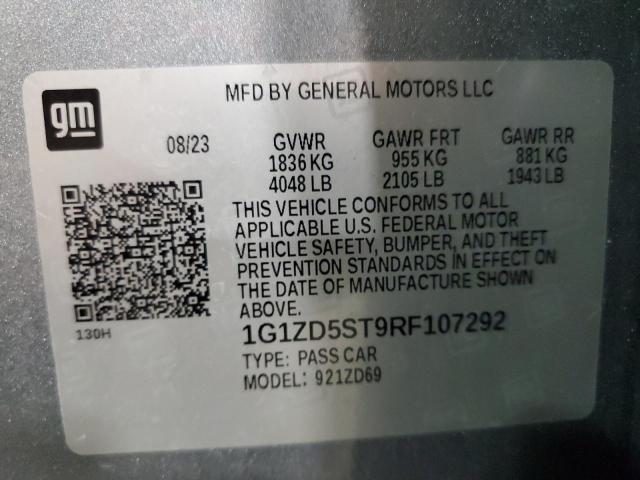 gm
MFD BY GENERAL MOTORS LLC
08/23
GVWR
1836 KG
4048 LB
GAWR FRT
955 KG
2105 LB
GAWR RR
881 KG
1943 LB
THIS VEHICLE CONFORMS TO ALL
APPLICABLE U.S. FEDERAL MOTOR
VEHICLE SAFETY, BUMPER, AND THEFT
PREVENTION STANDARDS IN EFFECT ON
THE DATE OF MANUFACTURE SHOWN
ABOVE.
130H
1G1ZD5ST9RF107292
TYPE: PASS CAR
MODEL: 921ZD69